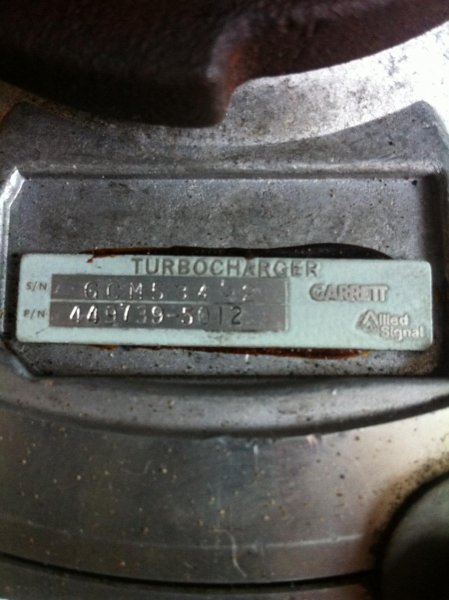 TURBOCHARGER
S/N
GARRETT
P/N 449739-5012
Allied
Signal